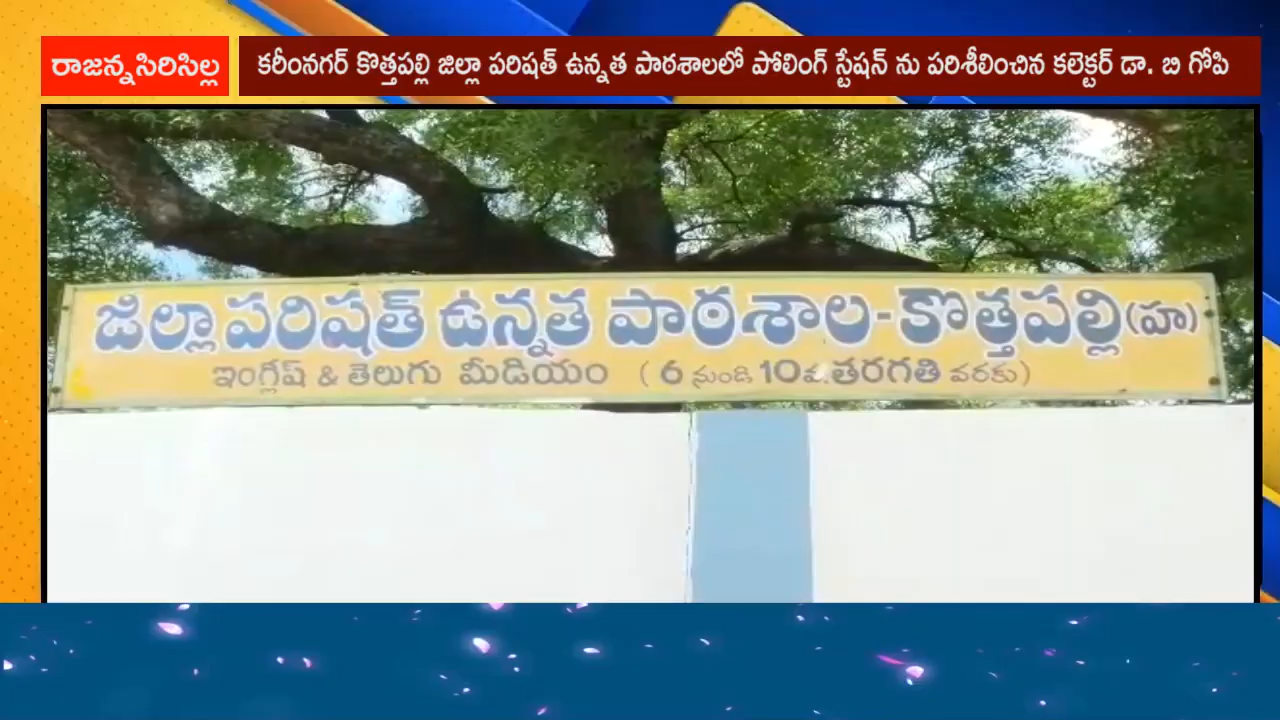 రాజన్నసిరిసిల్ల
కరీంనగర్ కొత్తపల్లి జిల్లా పరిషత్ ఉన్నత పాఠశాలలో పోలింగ్ స్టేషన్ ను పరిశీలించిన కలెక్టర్ డా. బి గోపి
జిల్లా పరిషత్ ఉన్నత పాఠశాల-కొత్తపల్లి(హ)
ఇంగ్లీష్ & తెలుగు మీడియం ( 6 నుండి 10వ.తరగతి వరకు)